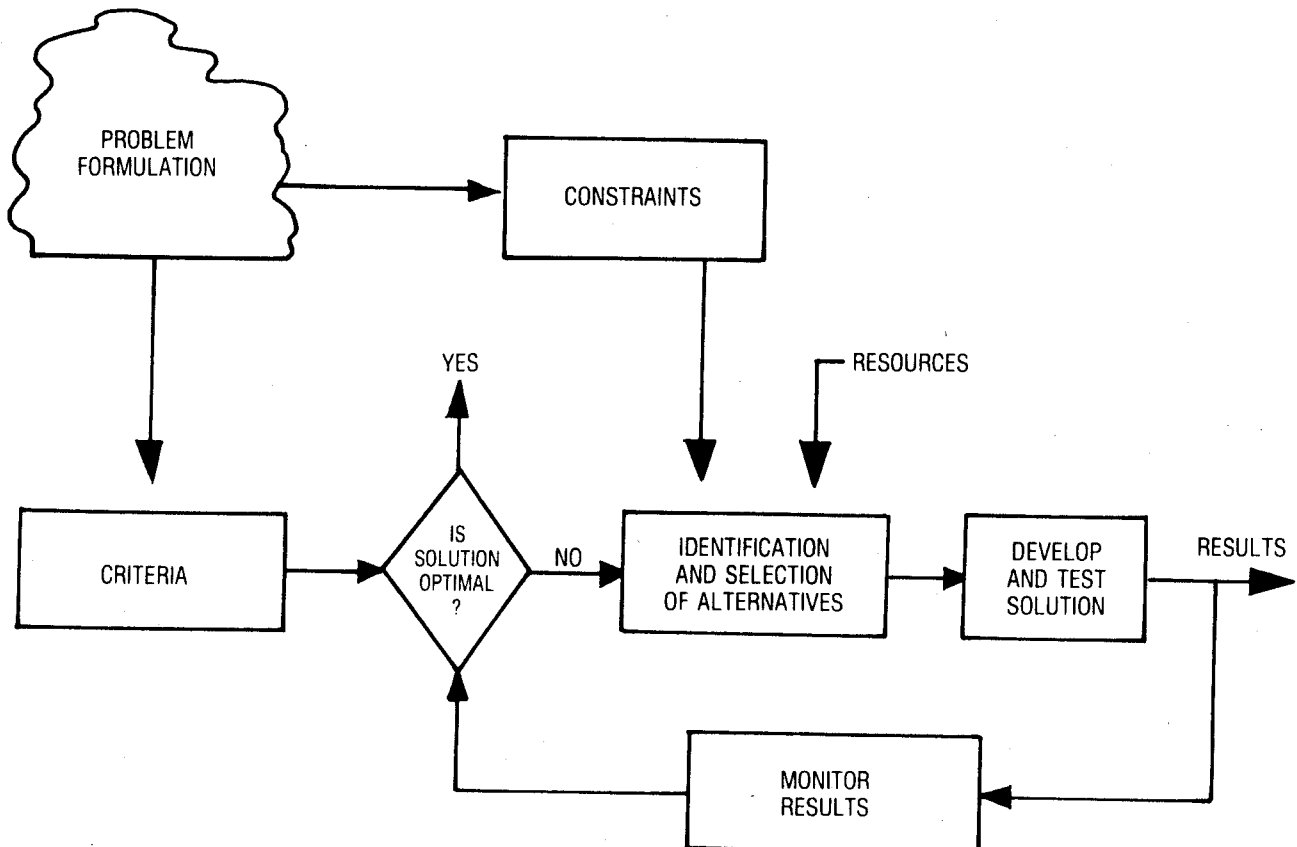 PROBLEM
FORMULATION
CONSTRAINTS
YES
RESOURCES
CRITERIA
IS
SOLUTION
OPTIMAL
?
NO
IDENTIFICATION
AND SELECTION
OF ALTERNATIVES
DEVELOP
AND TEST
SOLUTION
RESULTS
MONITOR
RESULTS